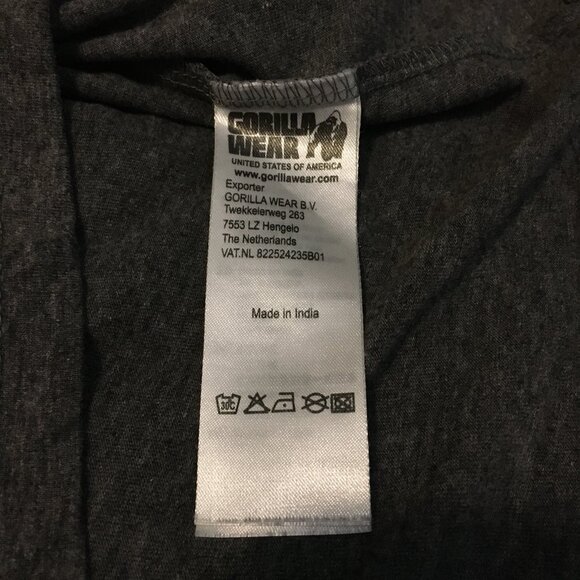 GORILLA
WEAR
UNITED STATES OF AMERICA
www.gorillawear.com
Exporter
GORILLA WEAR B.V.
Twekkelerweg 263
7553 LZ Hengelo
The Netherlands
VAT.NL 822524235B01
Made in India
30C